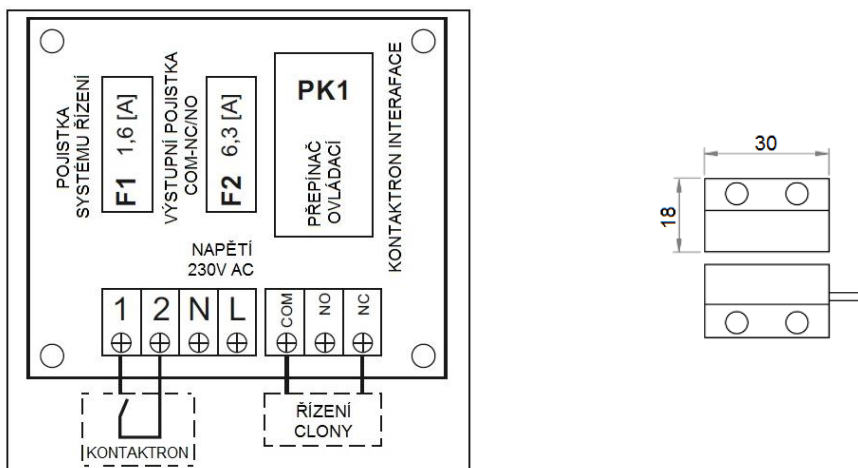 POJISTKA
SYSTÉMU ŘÍZENÍ
F1 1,6 [A]
VÝSTUPNÍ POJISTKA
COM-NC/NO
F2 6,3 [A]
PK1
PŘEPÍNAČ
OVLÁDACÍ
KONTAKTRON INTERAFACE
NAPĚTÍ
230V AC
1 2 N L COM NO NC
KONTAKTRON
ŘÍZENÍ
CLONY
30
18